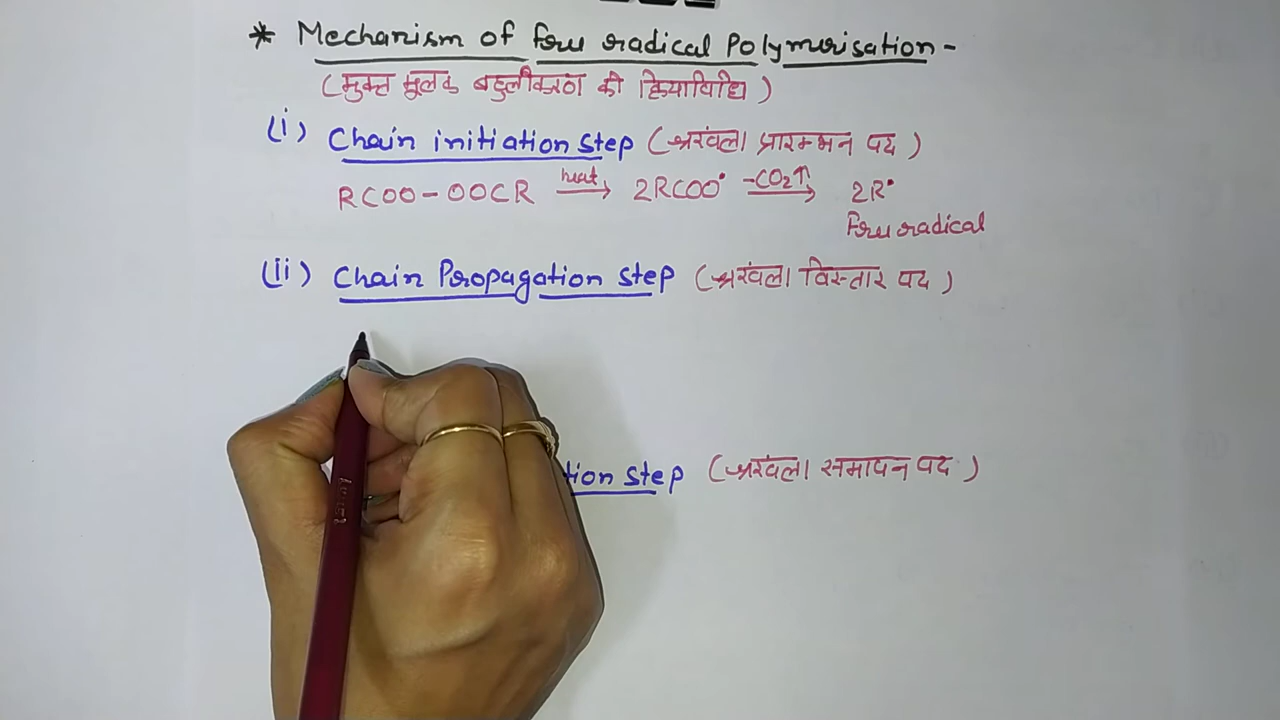 * Mechanism of free radical Polymerisation -
(मुक्त मूलक बहुलीकरण की क्रियाविधि)
(i) Chain initiation step (श्रंखला प्रारम्भन पद)
RCOO-OOCR heat→ 2RCOO• -CO2↑→ 2R•
free radical
(ii) Chain Propagation step (श्रंखला विस्तार पद)
tion step (श्रंखला समापन पद)